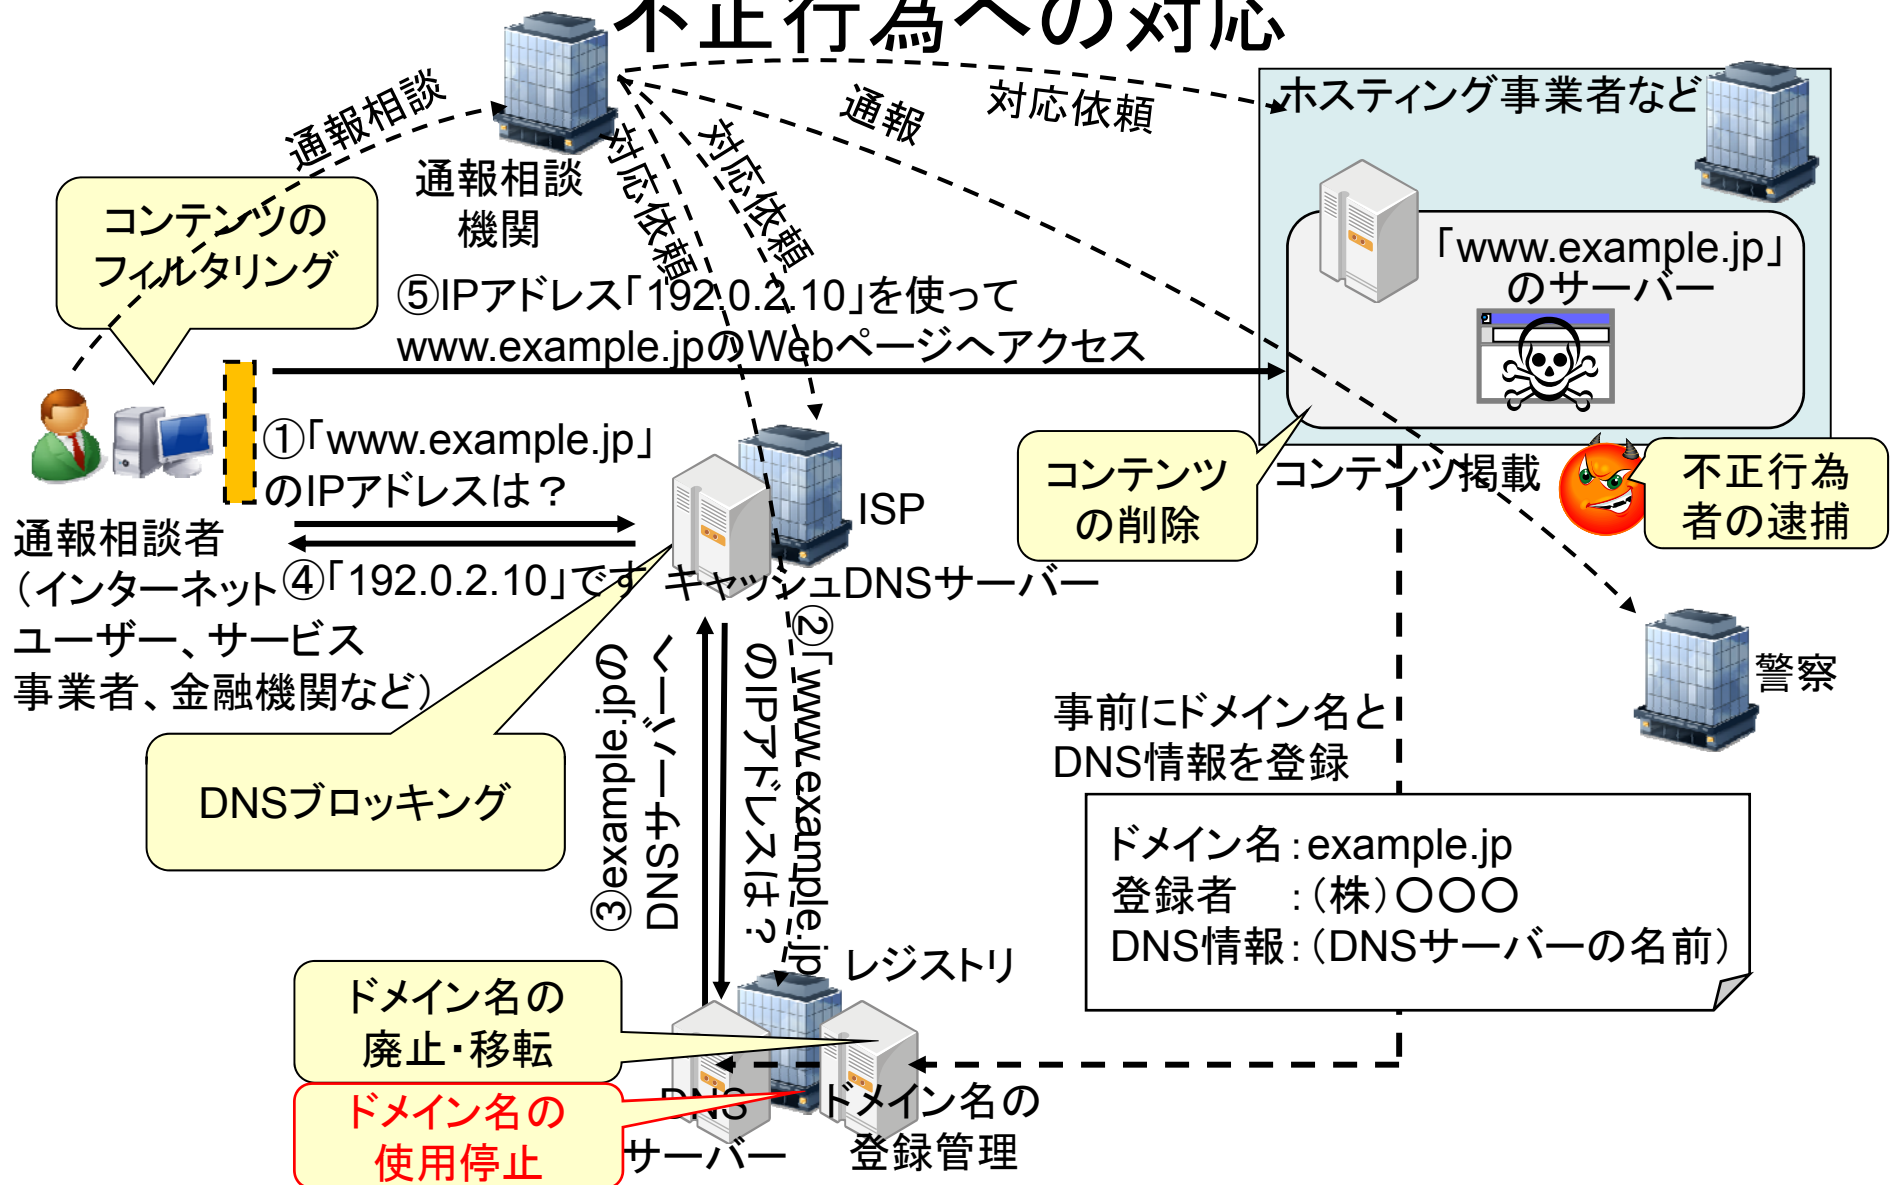 不正行為への対応
通報相談
通報相談
機関
対応依頼
対応依頼
通報
対応依頼
ホスティング事業者など
「www.example.jp」
のサーバー
コンテンツの
フィルタリング
⑤IPアドレス「192.0.2.10」を使って
www.example.jpのWebページへアクセス
①「www.example.jp」
のIPアドレスは？
ISP
コンテンツ
の削除
コンテンツ掲載
不正行為
者の逮捕
通報相談者
（インターネット
ユーザー、サービス
事業者、金融機関など）
④「192.0.2.10」です
キャッシュDNSサーバー
②「www.example.jp」
のIPアドレスは？
③example.jpの
DNSサーバーへ
警察
DNSブロッキング
事前にドメイン名と
DNS情報を登録
ドメイン名：example.jp
登録者　：（株）〇〇〇
DNS情報：（DNSサーバーの名前）
レジストリ
ドメイン名の
廃止・移転
ドメイン名の
使用停止
DNS
サーバー
ドメイン名の
登録管理